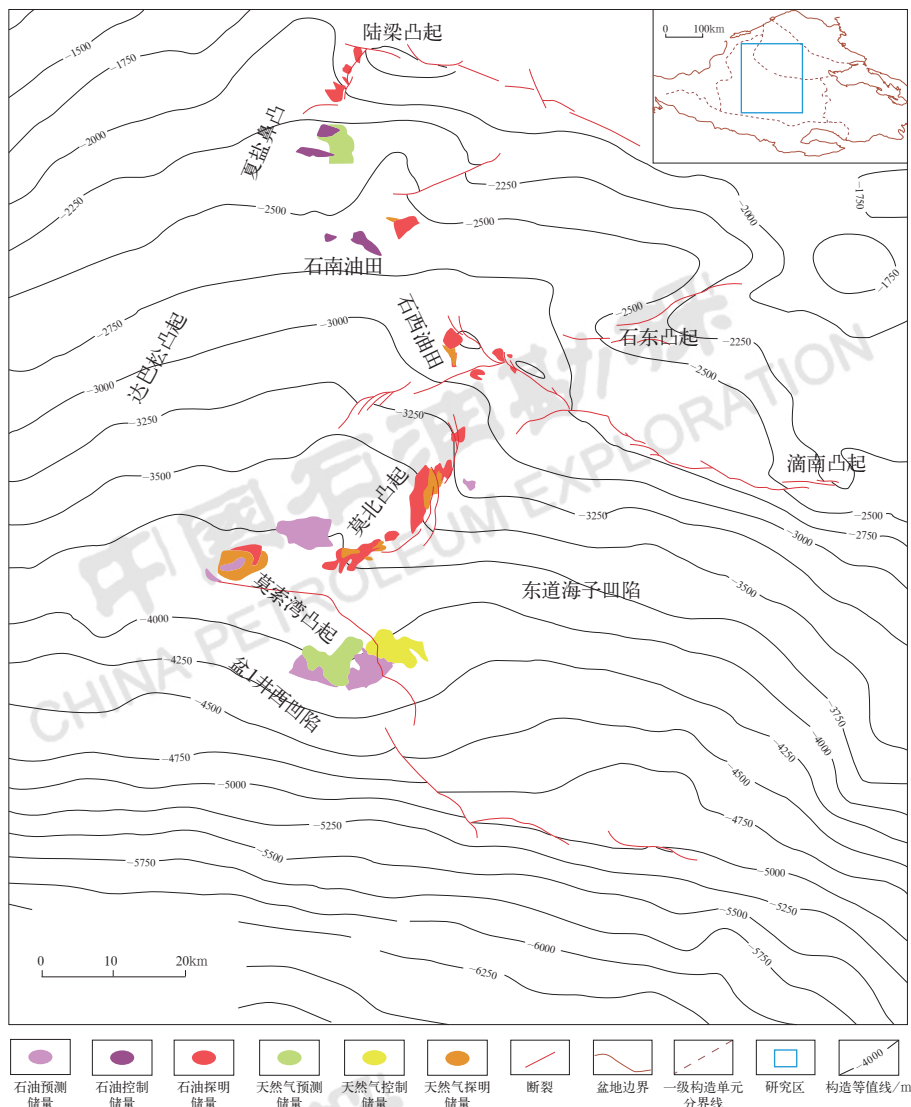 陆梁凸起
0 100km
−1500
−1750
−2000
夏盐鼻凸
−2250
−2250
−2000
−1750
−2500
−2500
石南油田
−1750
−2750
−3000
石西油田
−2500
石东凸起
−2250
达巴松凸起
−3000
−2500
−3250
−3250
滴南凸起
−3500
莫北凸起
−3250
−2500
−3000
−2750
中国石油勘探
CHINA PETROLEUM EXPLORATION
−3500
东道海子凹陷
莫索湾凸起
−4000
−4250
盆1井西凹陷
−4500
−3750
−4000
−4250
−4500
−4750
−5000
−4750
−5250
−5500
−5750
−5000
−5250
−5500
−5750
−6000
−6250
0 10 20km
石油预测
储量
石油控制
储量
石油探明
储量
天然气预测
储量
天然气控制
储量
天然气探明
储量
断裂
盆地边界
一级构造单元
分界线
研究区
−4000
构造等值线/m